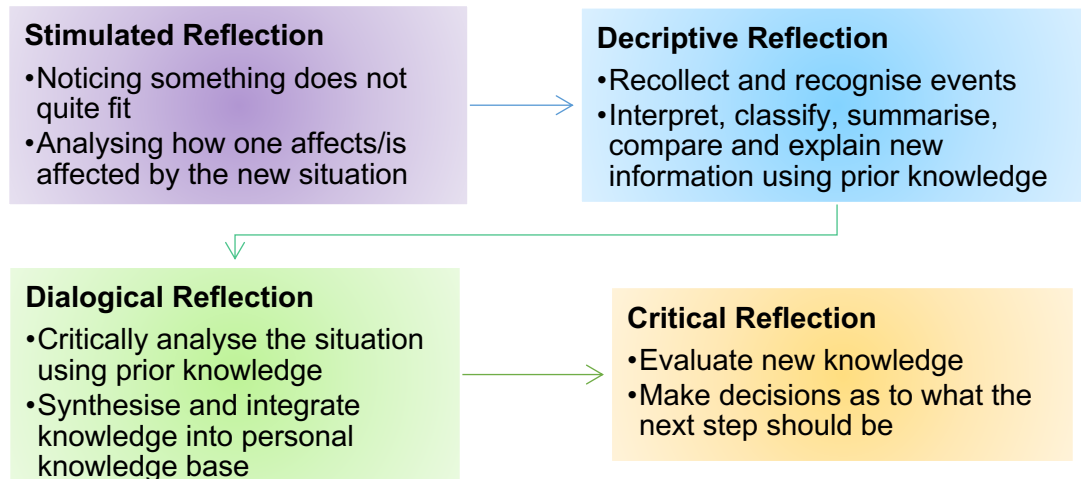 Stimulated Reflection
•Noticing something does not
quite fit
•Analysing how one affects/is
affected by the new situation
Decriptive Reflection
•Recollect and recognise events
•Interpret, classify, summarise,
compare and explain new
information using prior knowledge
Dialogical Reflection
•Critically analyse the situation
using prior knowledge
•Synthesise and integrate
knowledge into personal
knowledge base
Critical Reflection
•Evaluate new knowledge
•Make decisions as to what the
next step should be